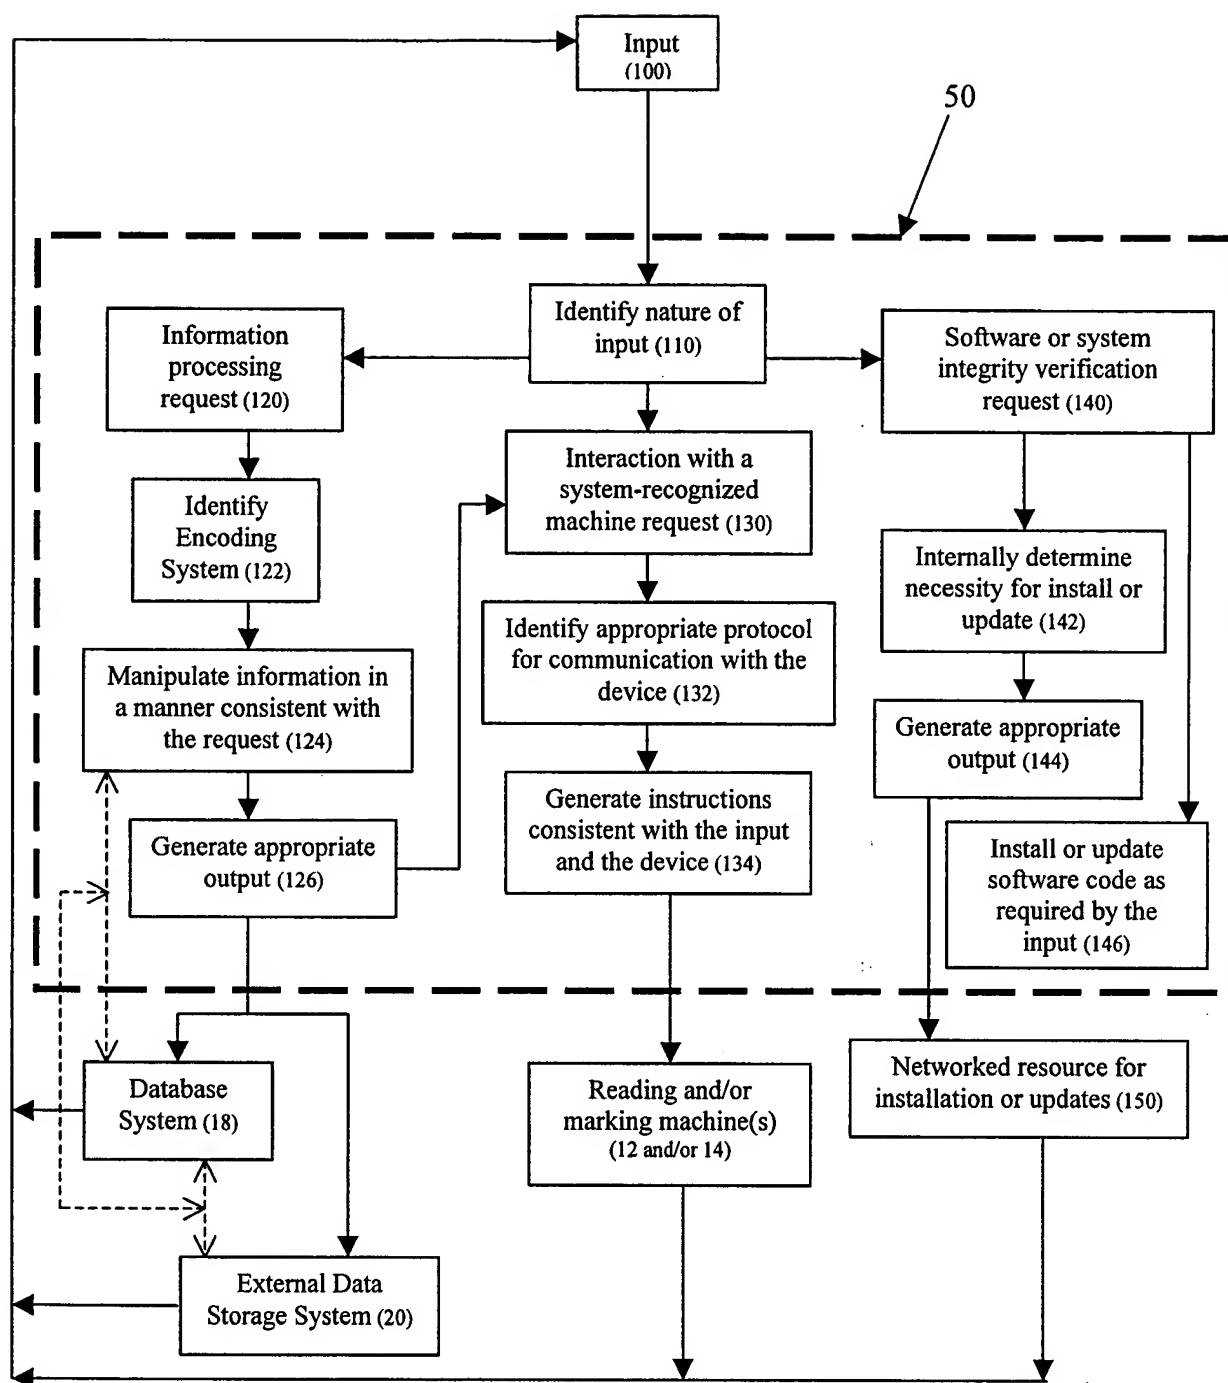 Input
(100)
50
Identify nature of
input (110)
Information
processing
request (120)
Software or system
integrity verification
request (140)
Interaction with a
system-recognized
machine request (130)
Identify
Encoding
System (122)
Internally determine
necessity for install or
update (142)
Identify appropriate protocol
for communication with the
device (132)
Manipulate information in
a manner consistent with
the request (124)
Generate appropriate
output (144)
Generate instructions
consistent with the input
and the device (134)
Generate appropriate
output (126)
Install or update
software code as
required by the
input (146)
Database
System (18)
Reading and/or
marking machine(s)
(12 and/or 14)
Networked resource for
installation or updates (150)
External Data
Storage System (20)